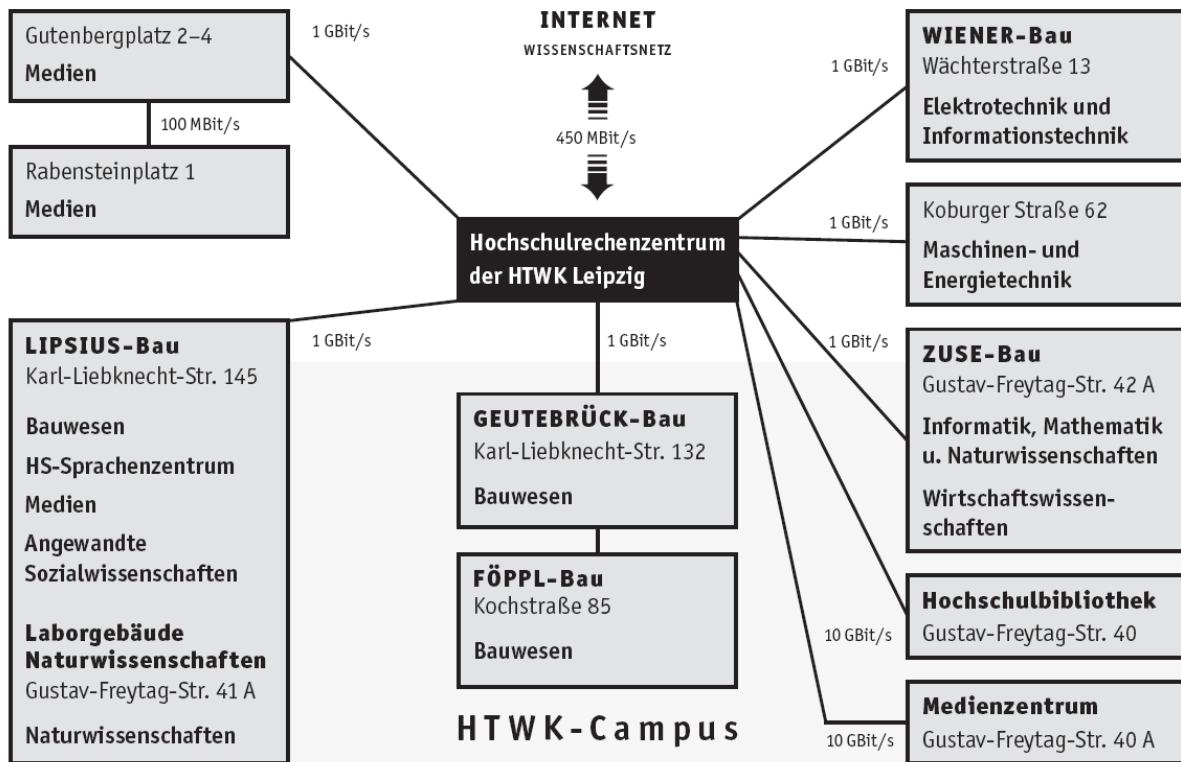 Gutenbergplatz 2–4
Medien
1 GBit/s
100 MBit/s
Rabensteinplatz 1
Medien
INTERNET
WISSENSCHAFTSNETZ
450 MBit/s
Hochschulrechenzentrum
der HTWK Leipzig
1 GBit/s
WIENER-Bau
Wächterstraße 13
Elektrotechnik und
Informationstechnik
1 GBit/s
Koburger Straße 62
Maschinen- und
Energietechnik
1 GBit/s
LIPSIUS-Bau
Karl-Liebknecht-Str. 145
Bauwesen
HS-Sprachenzentrum
Medien
Angewandte
Sozialwissenschaften
Laborgebäude
Naturwissenschaften
Gustav-Freytag-Str. 41 A
Naturwissenschaften
1 GBit/s
GEUTEBRÜCK-Bau
Karl-Liebknecht-Str. 132
Bauwesen
FÖPPL-Bau
Kochstraße 85
Bauwesen
HTWK-Campus
1 GBit/s
ZUSE-Bau
Gustav-Freytag-Str. 42 A
Informatik, Mathematik
u. Naturwissenschaften
Wirtschaftswissen-
schaften
10 GBit/s
Hochschulbibliothek
Gustav-Freytag-Str. 40
10 GBit/s
Medienzentrum
Gustav-Freytag-Str. 40 A